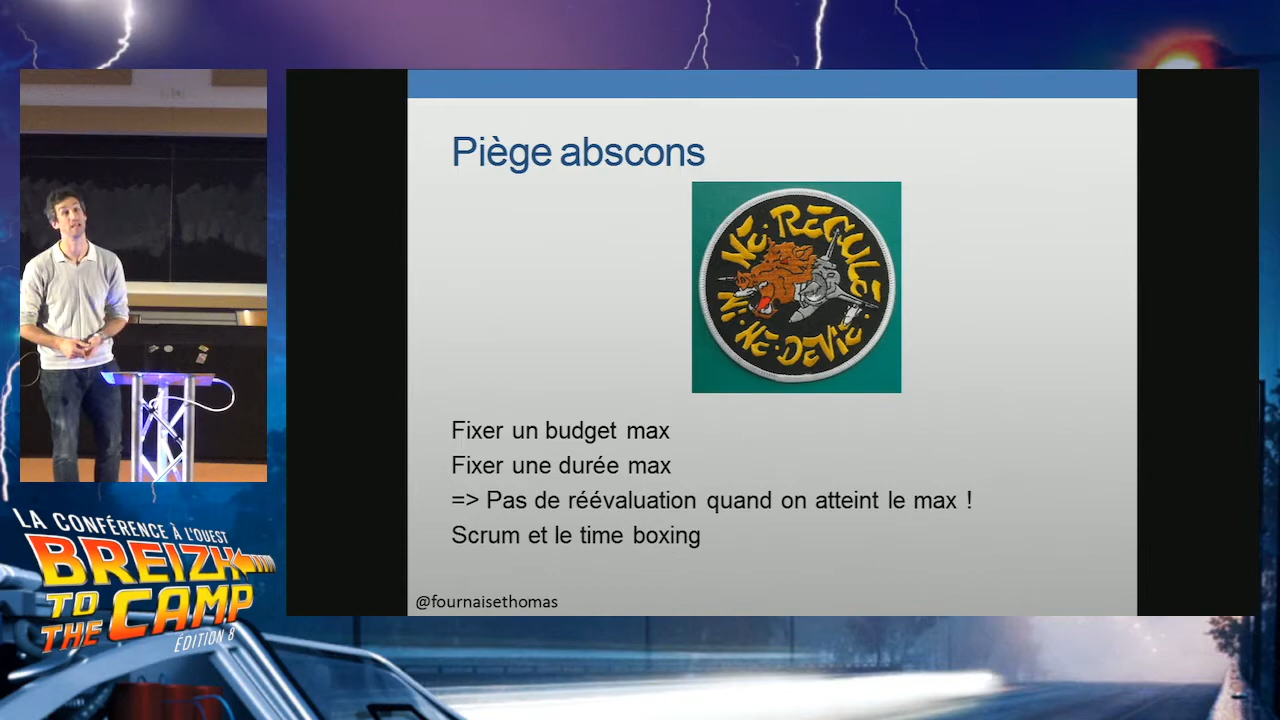 Piège abscons
NE · RECULE
NI · NE · DEVIE ·
Fixer un budget max
Fixer une durée max
=> Pas de réévaluation quand on atteint le max !
Scrum et le time boxing
@fournaisethomas
LA CONFÉRENCE À L'OUEST
BREIZH
TO CAMP
THE
ÉDITION 8